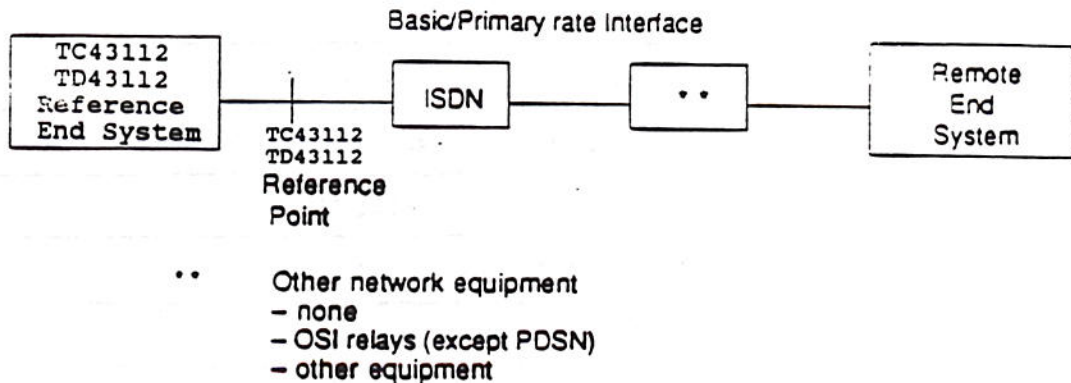 Basic/Primary rate Interface
TC43112
TD43112
Reference
End System
ISDN
**
Remote
End
System
TC43112
TD43112
Reference
Point
** Other network equipment
– none
– OSI relays (except PDSN)
– other equipment